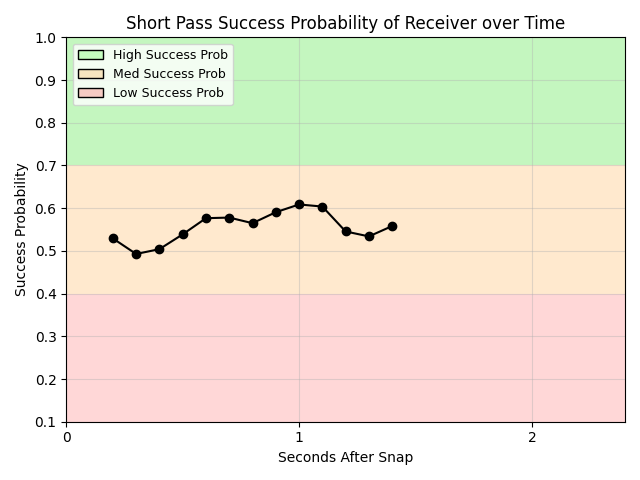 Short Pass Success Probability of Receiver over Time
High Success Prob
Med Success Prob
Low Success Prob
Success Probability
1.0
0.9
0.8
0.7
0.6
0.5
0.4
0.3
0.2
0.1
0 1 2
Seconds After Snap